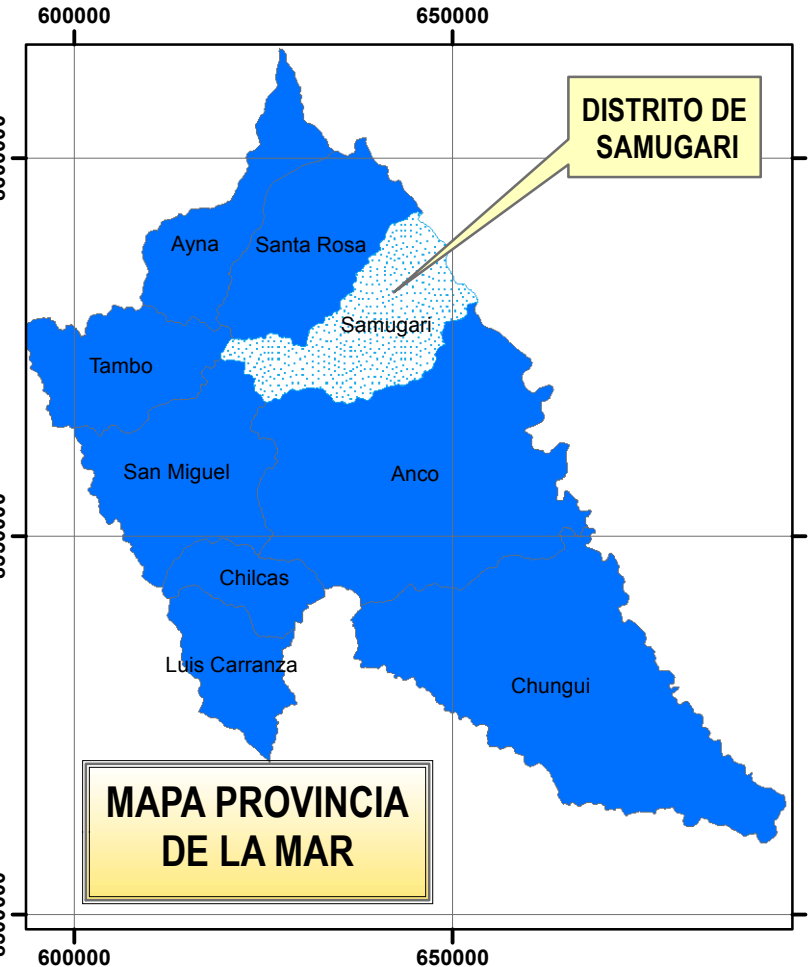 600000
650000
DISTRITO DE
SAMUGARI
Ayna
Santa Rosa
Samugari
Tambo
San Miguel
Anco
Chilcas
Luis Carranza
Chungui
MAPA PROVINCIA
DE LA MAR
600000
650000